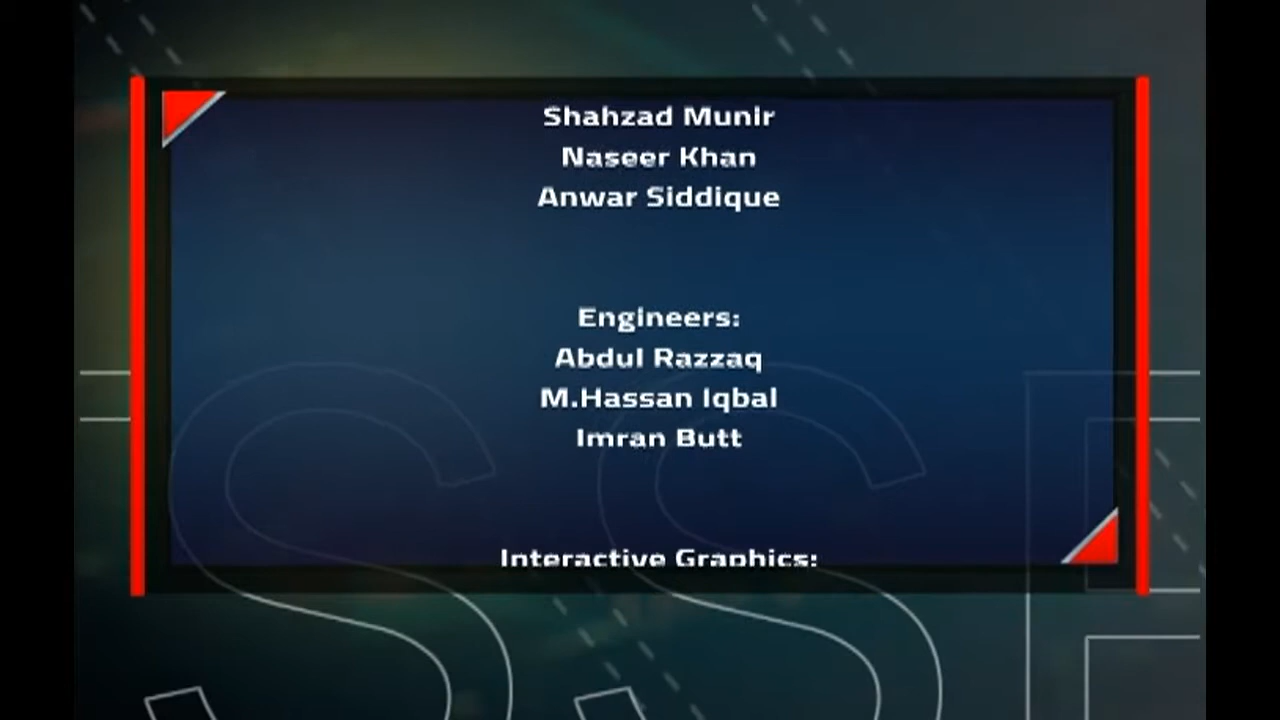 Shahzad Munir
Naseer Khan
Anwar Siddique
Engineers:
Abdul Razzaq
M.Hassan Iqbal
Imran Butt
Interactive Graphics: